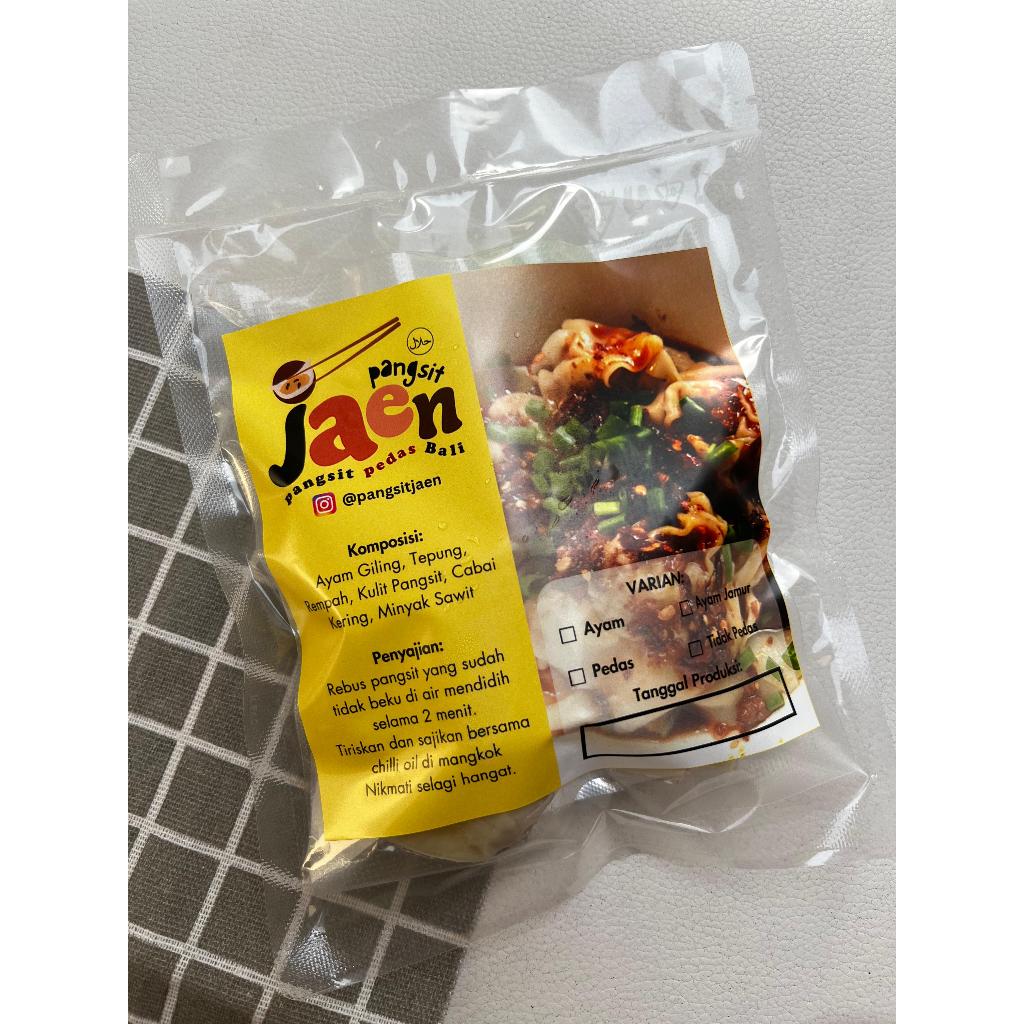 حلال
pangsit
jaen
pangsit pedas Bali
@pangsitjaen
Komposisi:
Ayam Giling, Tepung,
Rempah, Kulit Pangsit, Cabai
Kering, Minyak Sawit
Penyajian:
Rebus pangsit yang sudah
tidak beku di air mendidih
selama 2 menit.
Tiriskan dan sajikan bersama
chilli oil di mangkok
Nikmati selagi hangat.
VARIAN:
Ayam
Ayam Jamur
Pedas
Tidak Pedas
Tanggal Produksi: